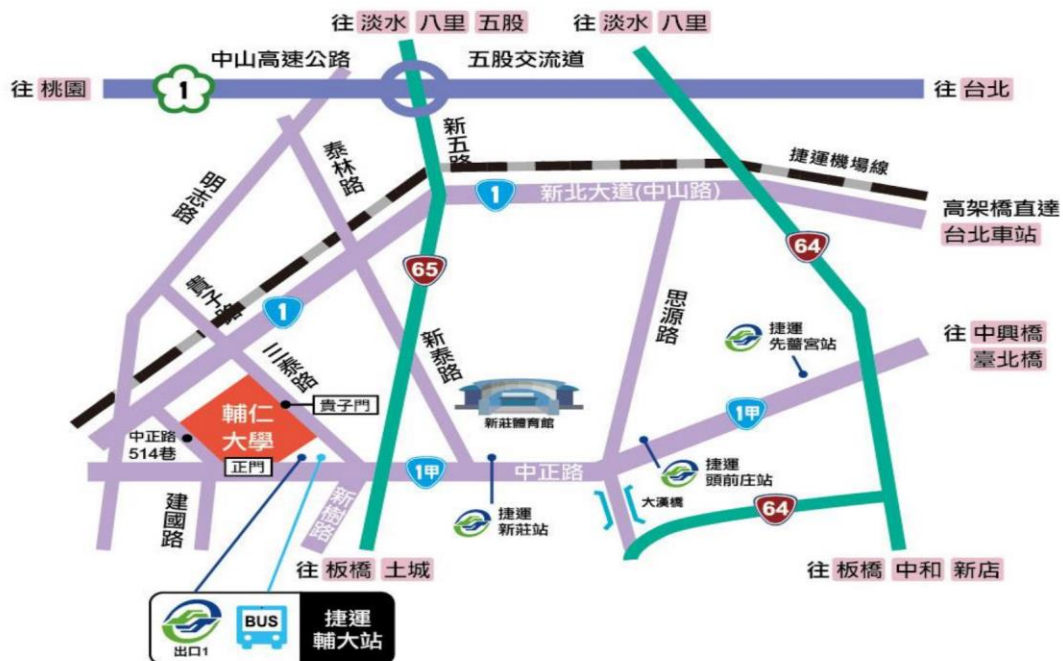 往 淡水 八里 五股
往 淡水 八里
中山高速公路
五股交流道
往 桃園
1
往 台北
新五路
泰林路
明志路
捷運機場線
1
新北大道(中山路)
高架橋直達
台北車站
65
64
貴子路
1
思源路
捷運
先嗇宮站
往 中興橋
臺北橋
三泰路
新泰路
貴子門
輔仁
大學
新莊體育館
1甲
中正路
514巷
正門
1甲
中正路
捷運
頭前庄站
建國路
新樹路
捷運
新莊站
大漢橋
64
往 板橋 土城
往 板橋 中和 新店
BUS
出口1
捷運
輔大站